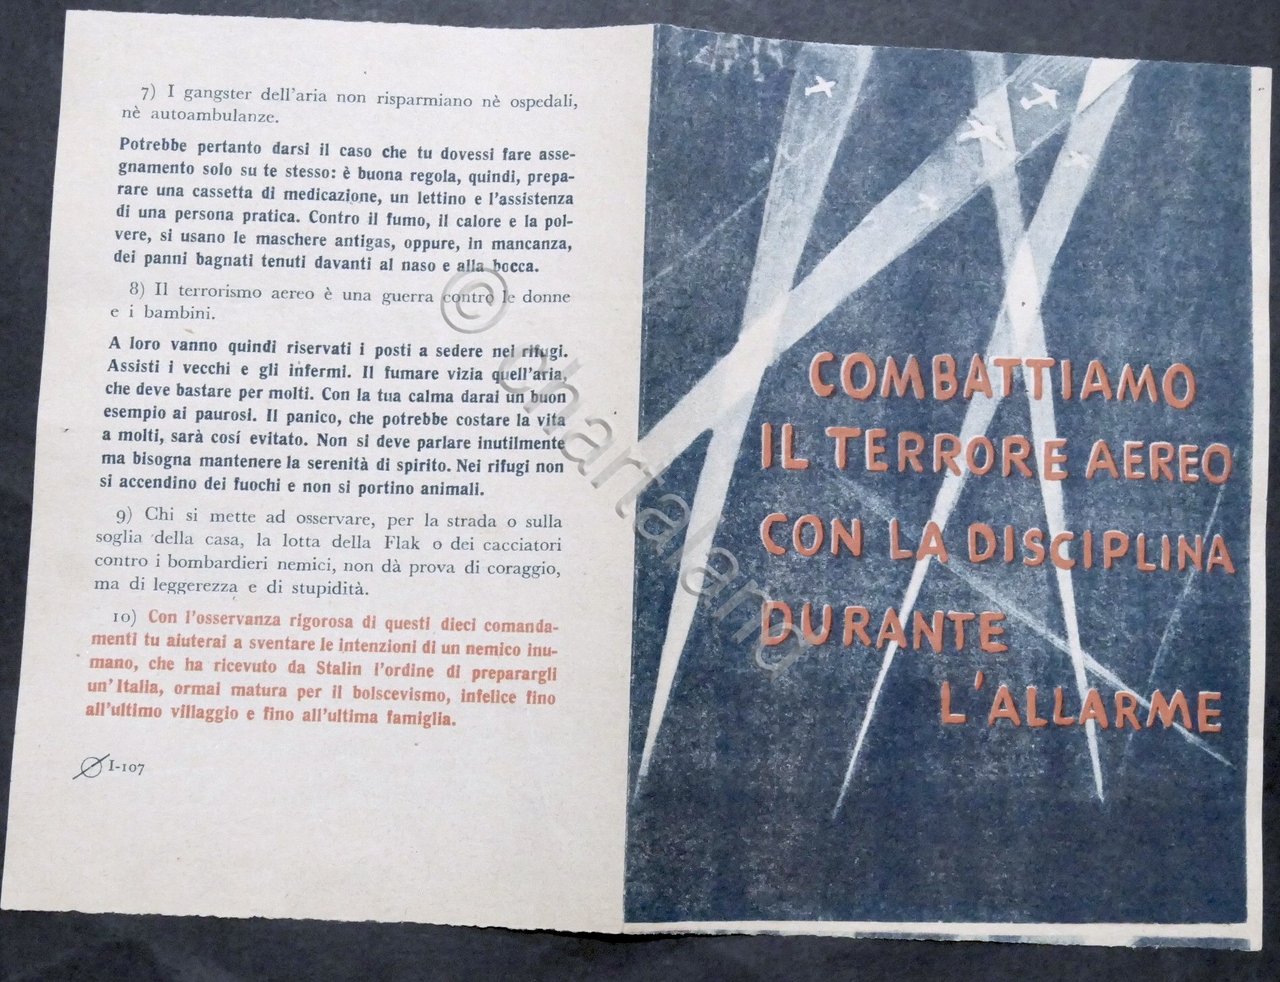 7) I gangster dell'aria non risparmiano nè ospedali,
nè autoambulanze.
Potrebbe pertanto darsi il caso che tu dovessi fare asse-
gnamento solo su te stesso: è buona regola, quindi, prepa-
rare una cassetta di medicazione, un lettino e l'assistenza
di una persona pratica. Contro il fumo, il calore e la pol-
vere, si usano le maschere antigas, oppure, in mancanza,
dei panni bagnati tenuti davanti al naso e alla bocca.
8) Il terrorismo aereo è una guerra contro le donne
e i bambini.
A loro vanno quindi riservati i posti a sedere nei rifugi.
Assisti i vecchi e gli infermi. Il fumare vizia quell'aria,
che deve bastare per molti. Con la tua calma darai un buon
esempio ai paurosi. Il panico, che potrebbe costare la vita
a molti, sarà cosí evitato. Non si deve parlare inutilmente
ma bisogna mantenere la serenità di spirito. Nei rifugi non
si accendino dei fuochi e non si portino animali.
9) Chi si mette ad osservare, per la strada o sulla
soglia della casa, la lotta della Flak o dei cacciatori
contro i bombardieri nemici, non dà prova di coraggio,
ma di leggerezza e di stupidità.
10) Con l'osservanza rigorosa di questi dieci comanda-
menti tu aiuterai a sventare le intenzioni di un nemico inu-
mano, che ha ricevuto da Stalin l'ordine di preparargli
un'Italia, ormai matura per il bolscevismo, infelice fino
all'ultimo villaggio e fino all'ultima famiglia.
I-107
COMBATTIAMO
IL TERRORE AEREO
CON LA DISCIPLINA
DURANTE
L'ALLARME
© chartaland